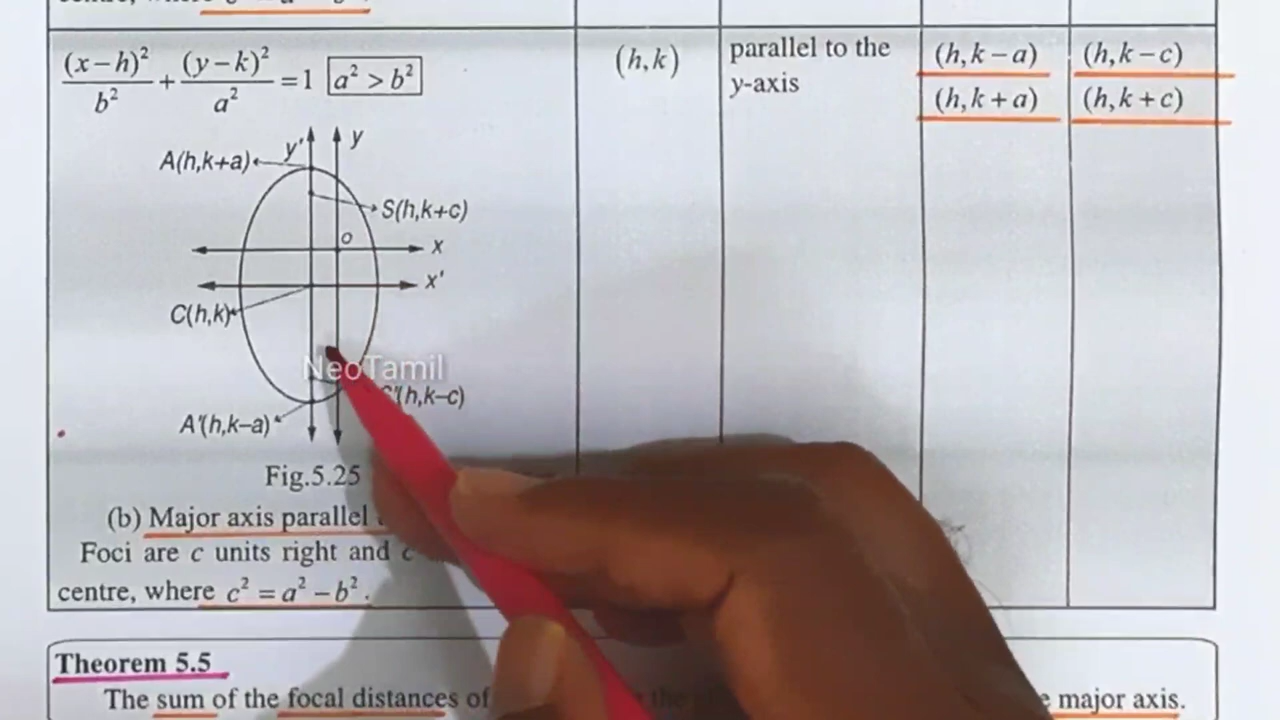 (x−h)²/b² + (y−k)²/a² = 1 a² > b²
(h,k)
parallel to the
y-axis
(h,k−a)
(h,k+a)
(h,k−c)
(h,k+c)
y' y
A(h,k+a)
S(h,k+c)
o x
x'
C(h,k)
NeoTamil
(h,k−c)
A'(h,k−a)
Fig.5.25
(b) Major axis parallel
Foci are c units right and c
centre, where c² = a² − b².
Theorem 5.5
The sum of the focal distances of
major axis.